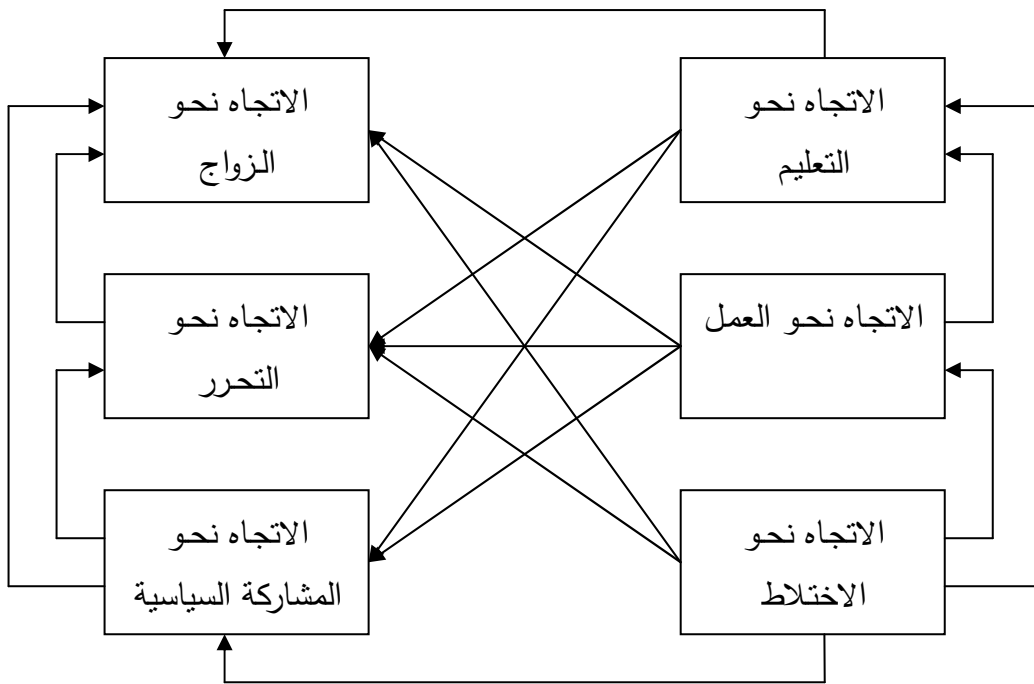 الاتجاه نحو
التعليم
الاتجاه نحو
الزواج
الاتجاه نحو العمل
الاتجاه نحو
التحرر
الاتجاه نحو
الاختلاط
الاتجاه نحو
المشاركة السياسية